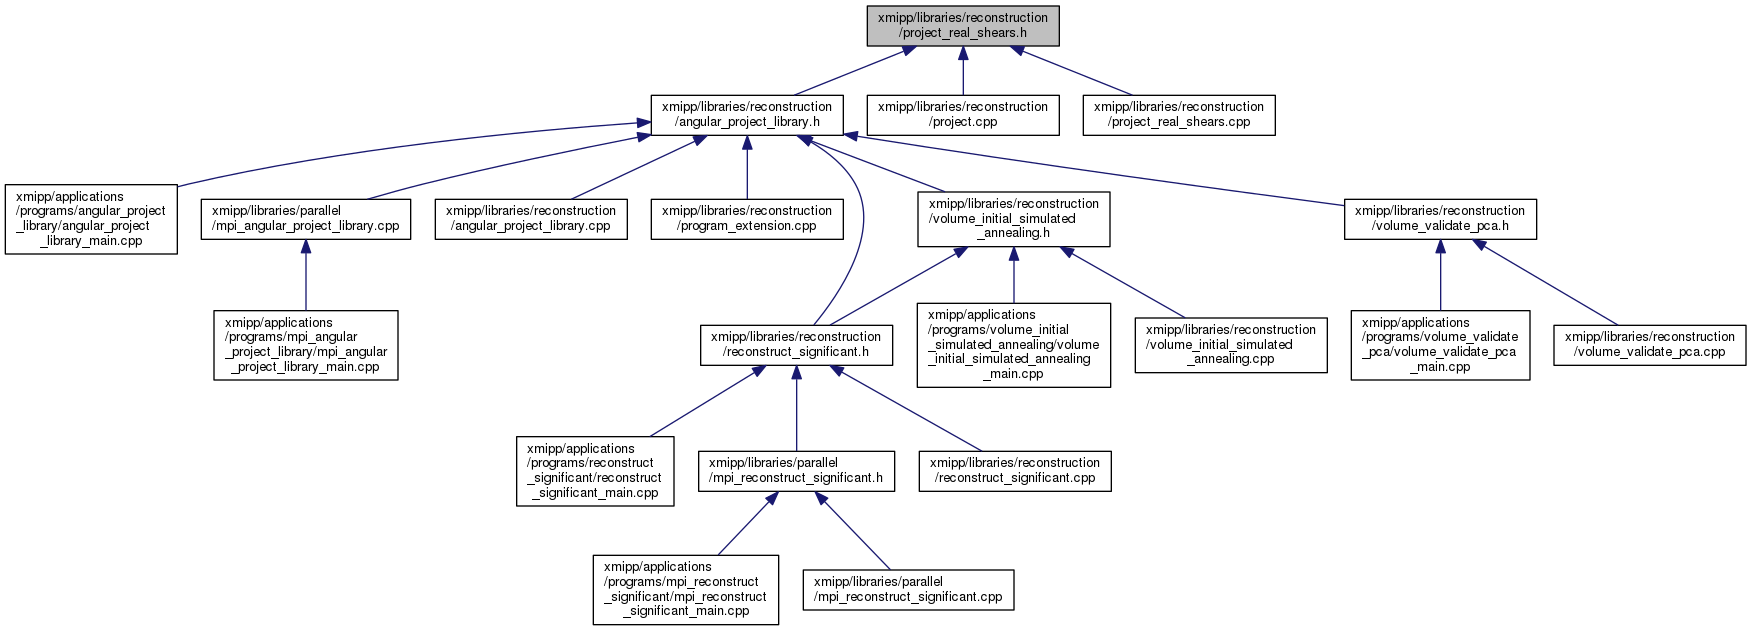 xmipp/libraries/reconstruction
/project_real_shears.h
xmipp/libraries/reconstruction
/angular_project_library.h
xmipp/libraries/reconstruction
/project.cpp
xmipp/libraries/reconstruction
/project_real_shears.cpp
xmipp/applications
/programs/angular_project
_library/angular_project
_library_main.cpp
xmipp/libraries/parallel
/mpi_angular_project_library.cpp
xmipp/libraries/reconstruction
/angular_project_library.cpp
xmipp/libraries/reconstruction
/program_extension.cpp
xmipp/libraries/reconstruction
/volume_initial_simulated
_annealing.h
xmipp/libraries/reconstruction
/volume_validate_pca.h
xmipp/applications
/programs/mpi_angular
_project_library/mpi_angular
_project_library_main.cpp
xmipp/libraries/reconstruction
/reconstruct_significant.h
xmipp/applications
/programs/volume_initial
_simulated_annealing/volume
_initial_simulated_annealing
_main.cpp
xmipp/libraries/reconstruction
/volume_initial_simulated
_annealing.cpp
xmipp/applications
/programs/volume_validate
_pca/volume_validate_pca
_main.cpp
xmipp/libraries/reconstruction
/volume_validate_pca.cpp
xmipp/applications
/programs/reconstruct
_significant/reconstruct
_significant_main.cpp
xmipp/libraries/parallel
/mpi_reconstruct_significant.h
xmipp/libraries/reconstruction
/reconstruct_significant.cpp
xmipp/applications
/programs/mpi_reconstruct
_significant/mpi_reconstruct
_significant_main.cpp
xmipp/libraries/parallel
/mpi_reconstruct_significant.cpp